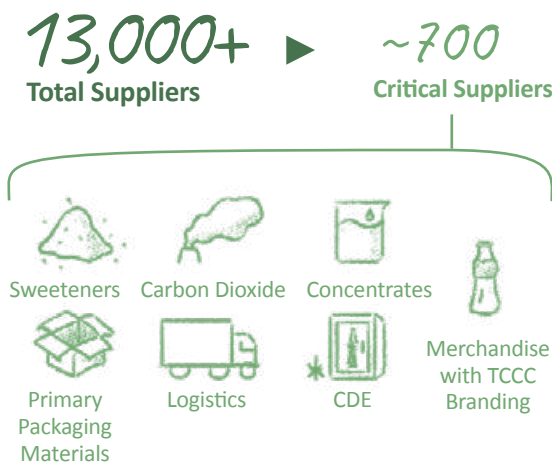 13,000+
Total Suppliers
~700
Critical Suppliers
Sweeteners
Carbon Dioxide
Concentrates
Merchandise
with TCCC
Branding
Primary
Packaging
Materials
Logistics
CDE